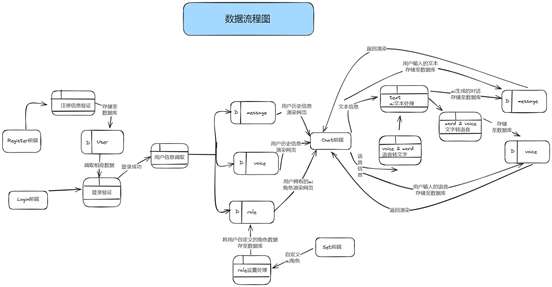 数据流程图
注册信息验证
存储至
数据库
Register前端
D
User
调取相应数据
登录成功
Login前端
登录验证
用户信息调取
D
message
用户历史信息
渲染网页
D
voice
用户历史信息
渲染网页
用户拥有的ai
角色渲染网页
D
role
将用户自定义的角色数据
存至数据库
role设置处理
自定义
ai角色
Set前端
Chat前端
返回渲染
用户输入的文本
存储至数据库
文本信息
text
ai文本处理
ai生成的对话
存储至数据库
D
message
word 2 voice
文字转语音
存储
至数据库
voice 2 word
语音转文字
语
音
信
息
D
voice
用户输入的语音
存储至数据库
返回渲染